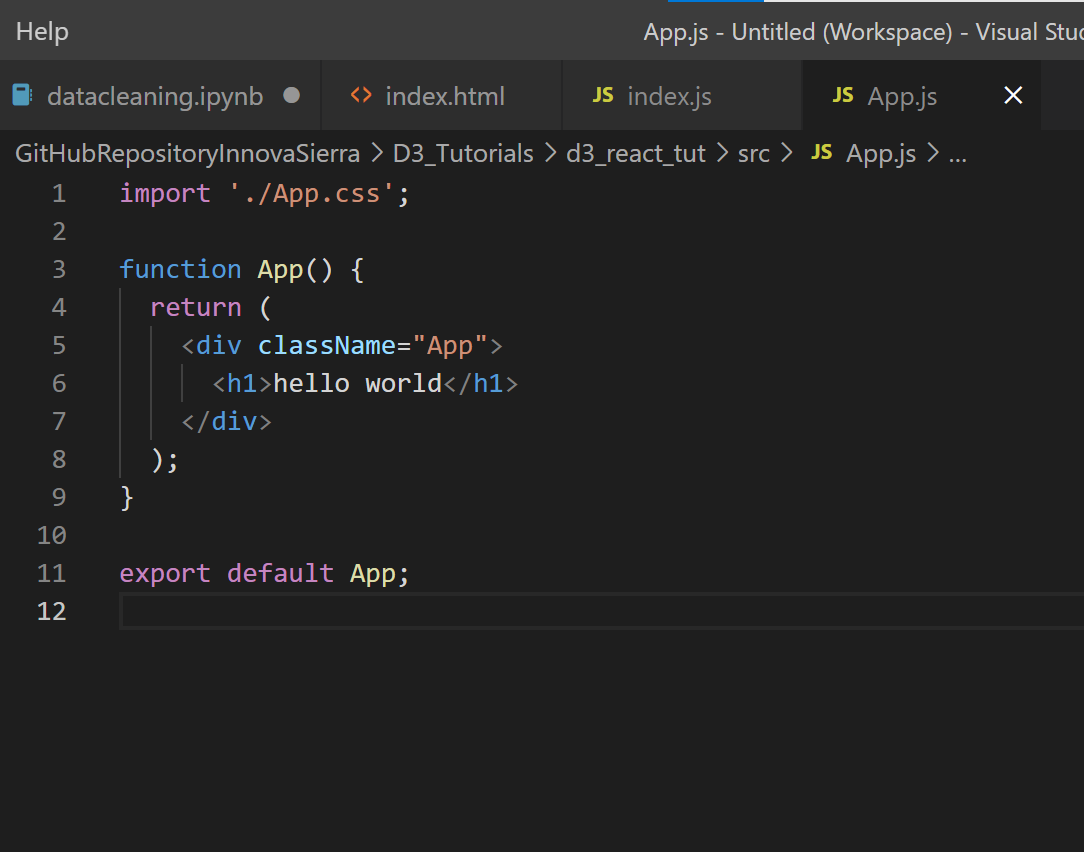 Help App.js - Untitled (Workspace) - Visual Stu
datacleaning.ipynb index.html JS index.js JS App.js
GitHubRepositoryInnovaSierra > D3_Tutorials > d3_react_tut > src > JS App.js > ...
1 import './App.css';
2
3 function App() {
4   return (
5     <div className="App">
6       <h1>hello world</h1>
7     </div>
8   );
9 }
10
11 export default App;
12